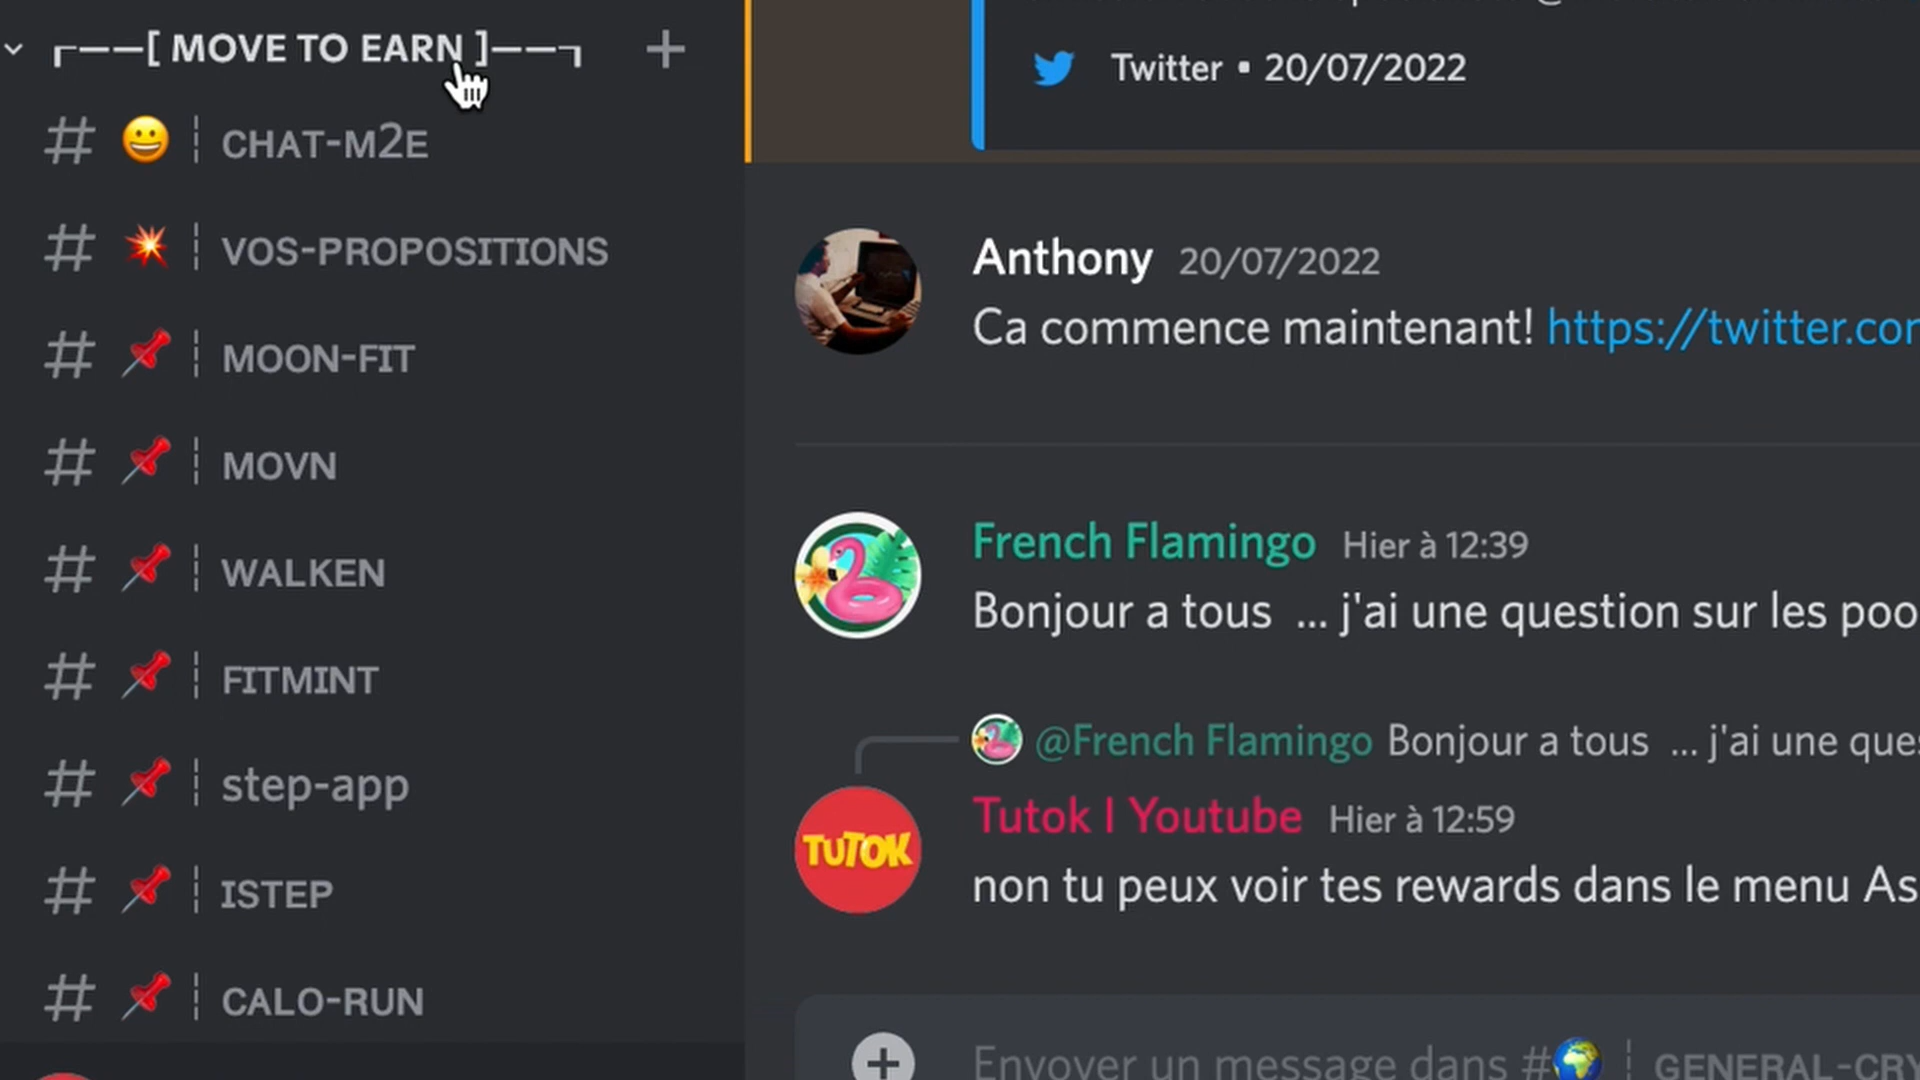 [ MOVE TO EARN ]
CHAT-M2E
VOS-PROPOSITIONS
MOON-FIT
MOVN
WALKEN
FITMINT
step-app
ISTEP
CALO-RUN
Twitter • 20/07/2022
Anthony 20/07/2022
Ca commence maintenant! https://twitter.co
French Flamingo Hier à 12:39
Bonjour a tous ... j'ai une question sur les poo
@French Flamingo Bonjour a tous ... j'ai une ques
Tutok I Youtube Hier à 12:59
TUTOK
non tu peux voir tes rewards dans le menu As
Envoyer un message dans # GENERAL-CRY